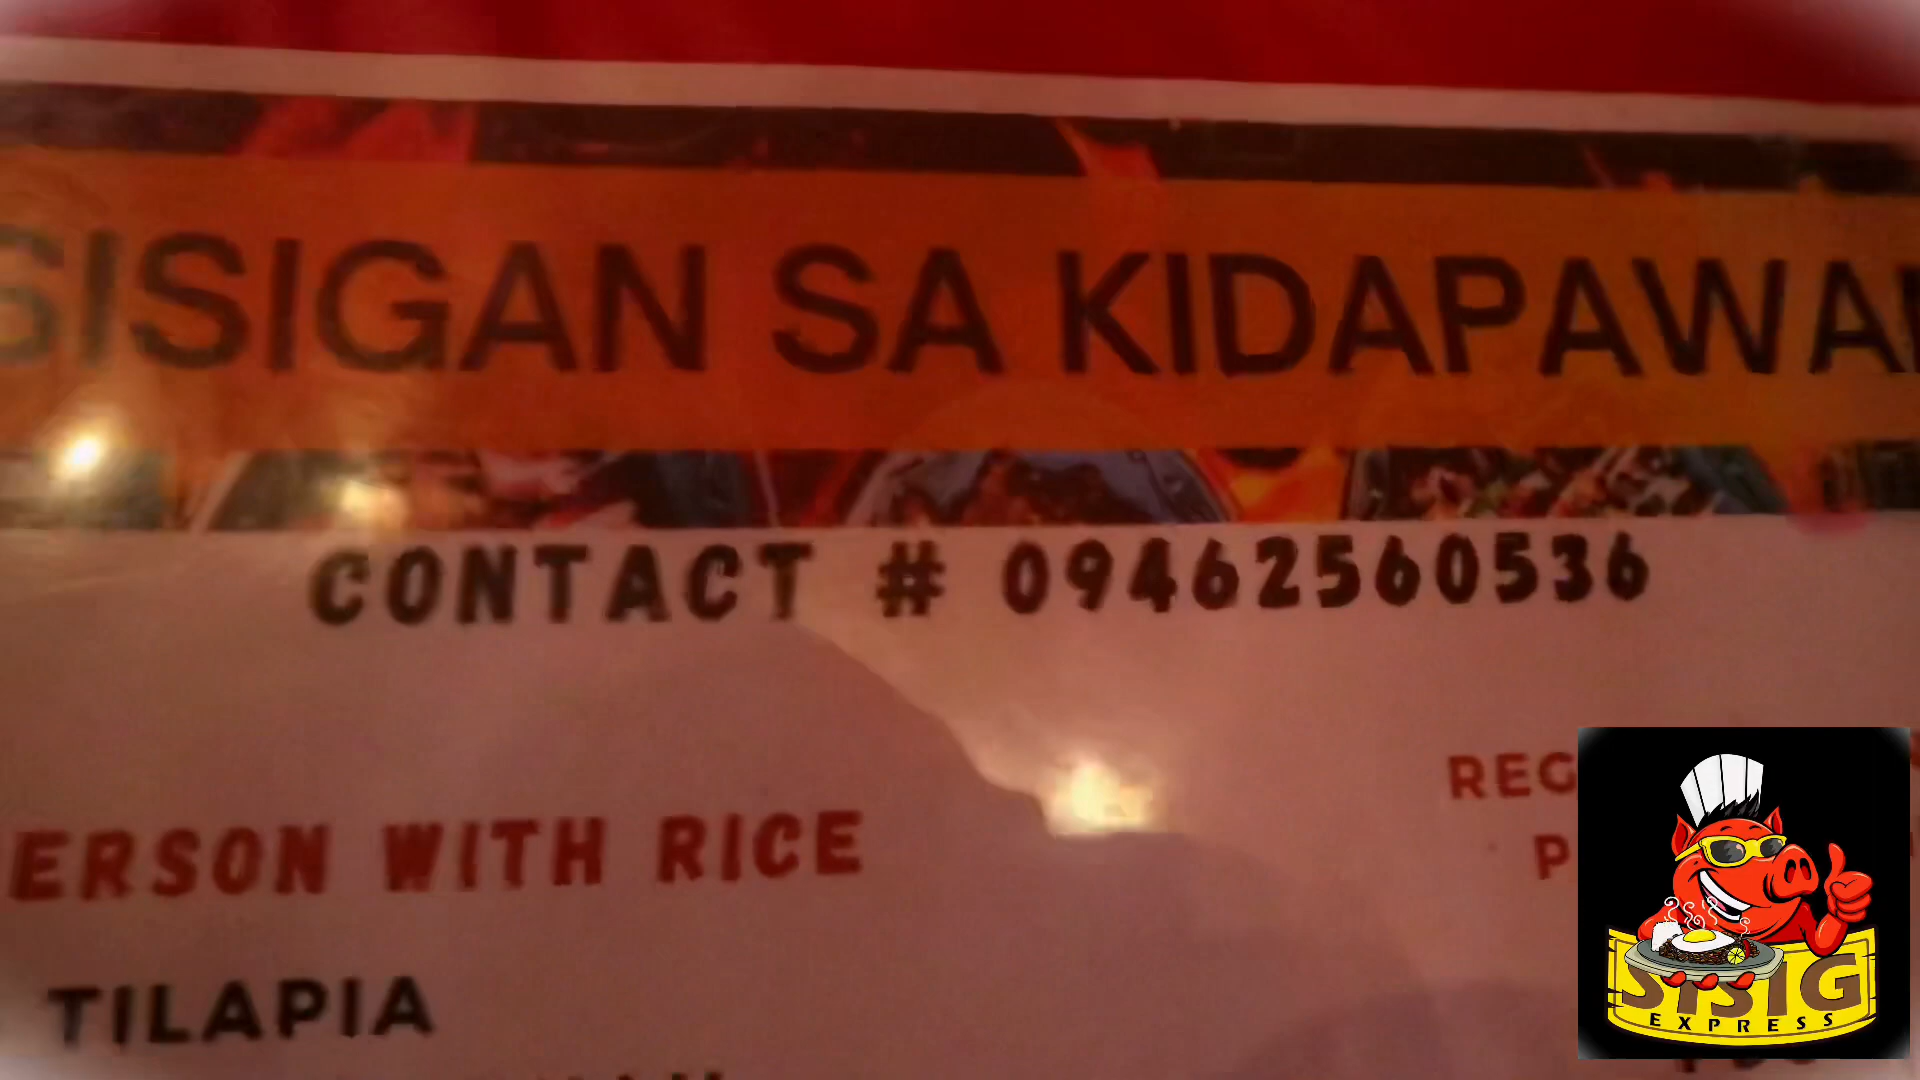 SISIGAN SA KIDAPAWAN
CONTACT # 09462560536
ERSON WITH RICE
REG
P
TILAPIA
SISIG
EXPRESS